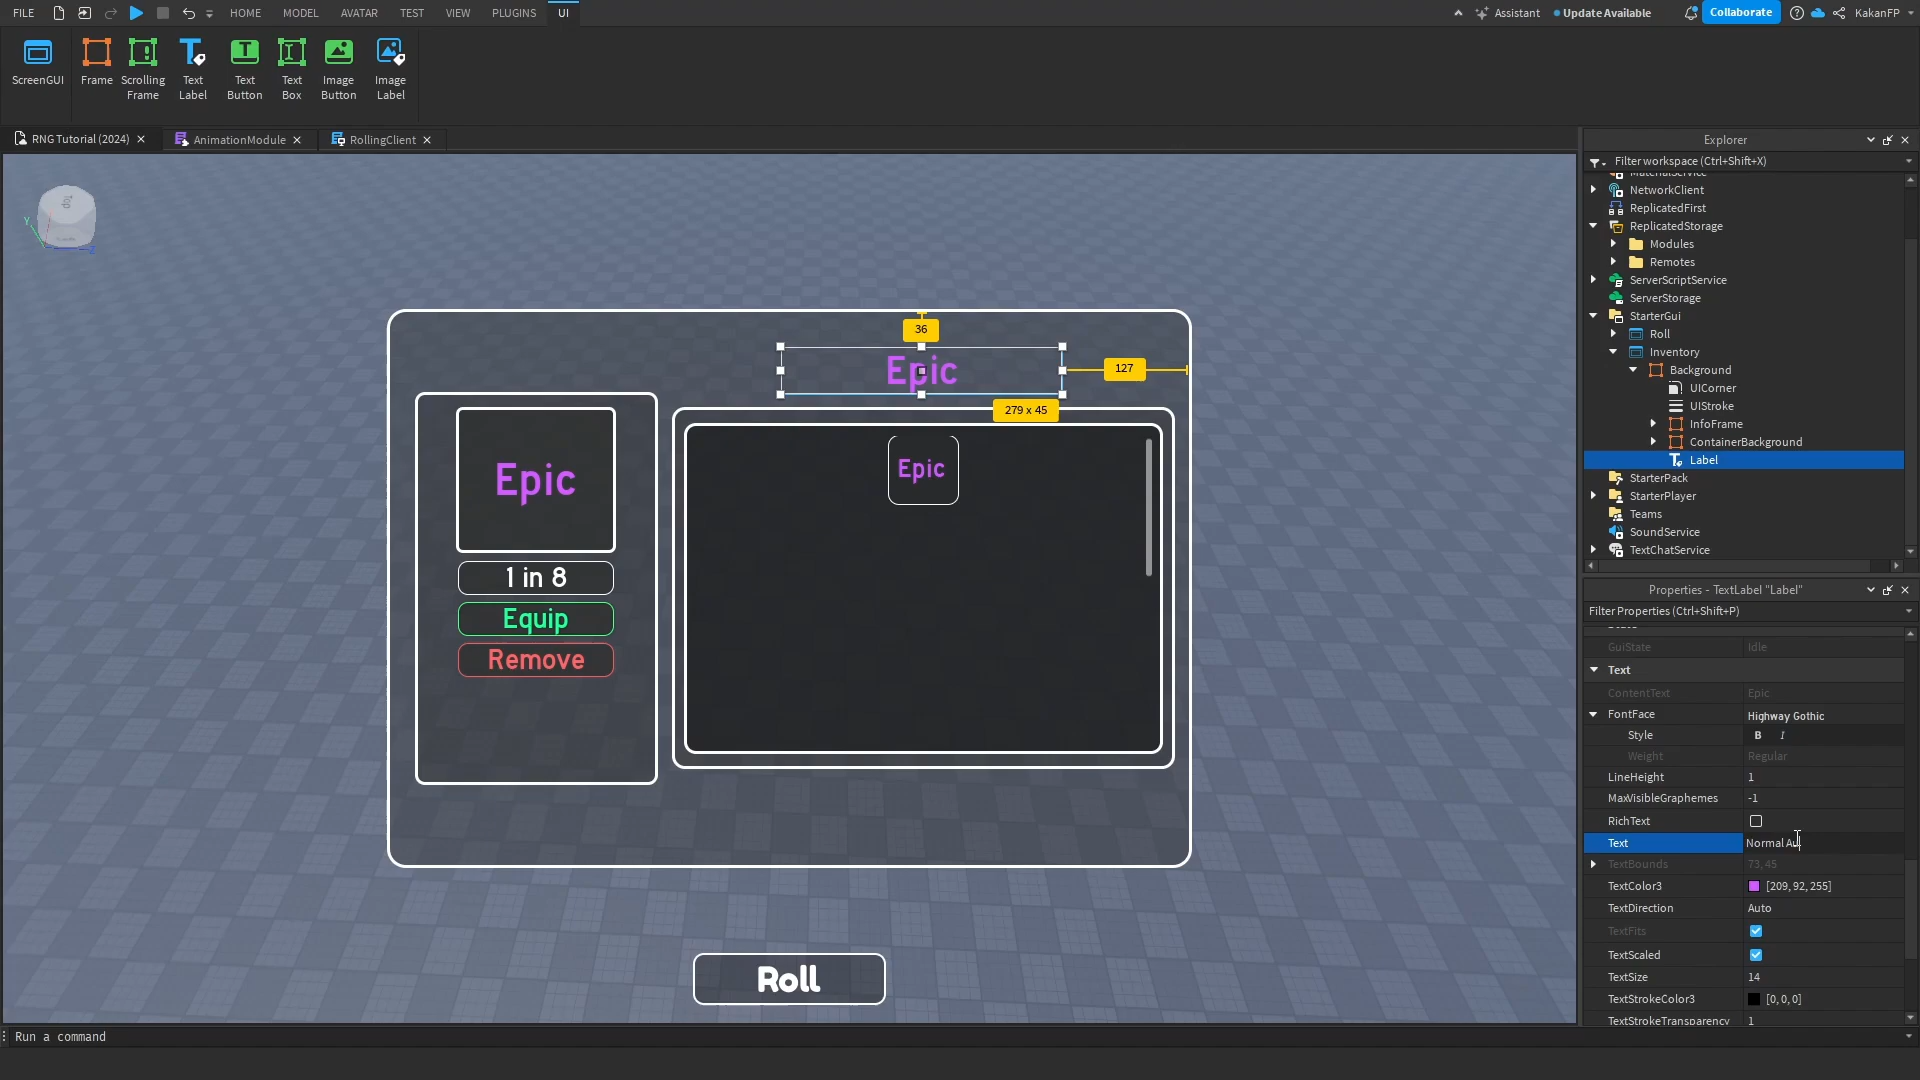 FILE
HOME
MODEL
AVATAR
TEST
VIEW
PLUGINS
UI
Assistant
Update Available
Collaborate
KakanFP
ScreenGUI
Frame
Scrolling
Frame
Text
Label
Text
Button
Text
Box
Image
Button
Image
Label
RNG Tutorial (2024)
AnimationModule
RollingClient
Top
Y
Z
36
Epic
127
279 x 45
Epic
Epic
1 in 8
Equip
Remove
Roll
Run a command
Explorer
Filter workspace (Ctrl+Shift+X)
MaterialService
NetworkClient
ReplicatedFirst
ReplicatedStorage
Modules
Remotes
ServerScriptService
ServerStorage
StarterGui
Roll
Inventory
Background
UICorner
UIStroke
InfoFrame
ContainerBackground
Label
StarterPack
StarterPlayer
Teams
SoundService
TextChatService
Properties - TextLabel "Label"
Filter Properties (Ctrl+Shift+P)
State
GuiState Idle
Text
ContentText Epic
FontFace Highway Gothic
Style B I
Weight Regular
LineHeight 1
MaxVisibleGraphemes -1
RichText
Text Normal Au
TextBounds 73, 45
TextColor3 [209, 92, 255]
TextDirection Auto
TextFits
TextScaled
TextSize 14
TextStrokeColor3 [0, 0, 0]
TextStrokeTransparency 1